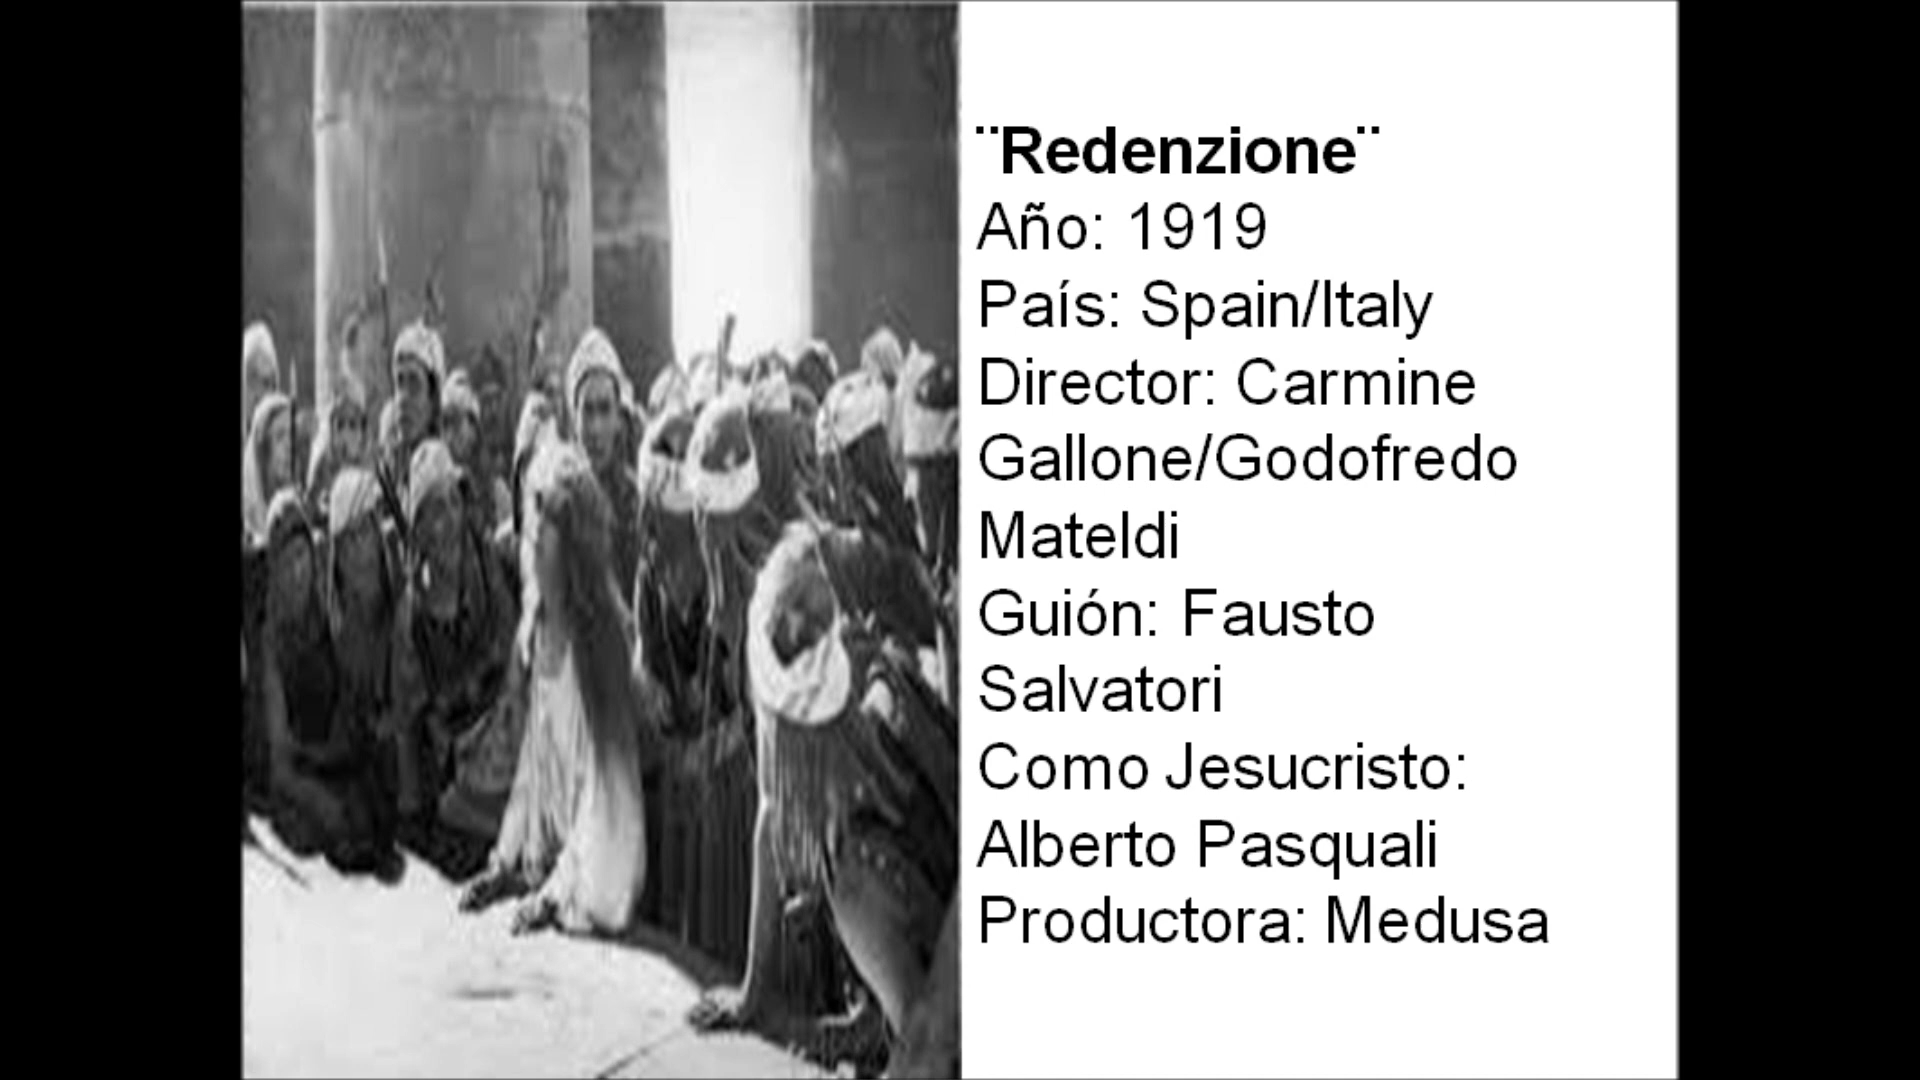 ¨Redenzione¨
Año: 1919
País: Spain/Italy
Director: Carmine
Gallone/Godofredo
Mateldi
Guión: Fausto
Salvatori
Como Jesucristo:
Alberto Pasquali
Productora: Medusa